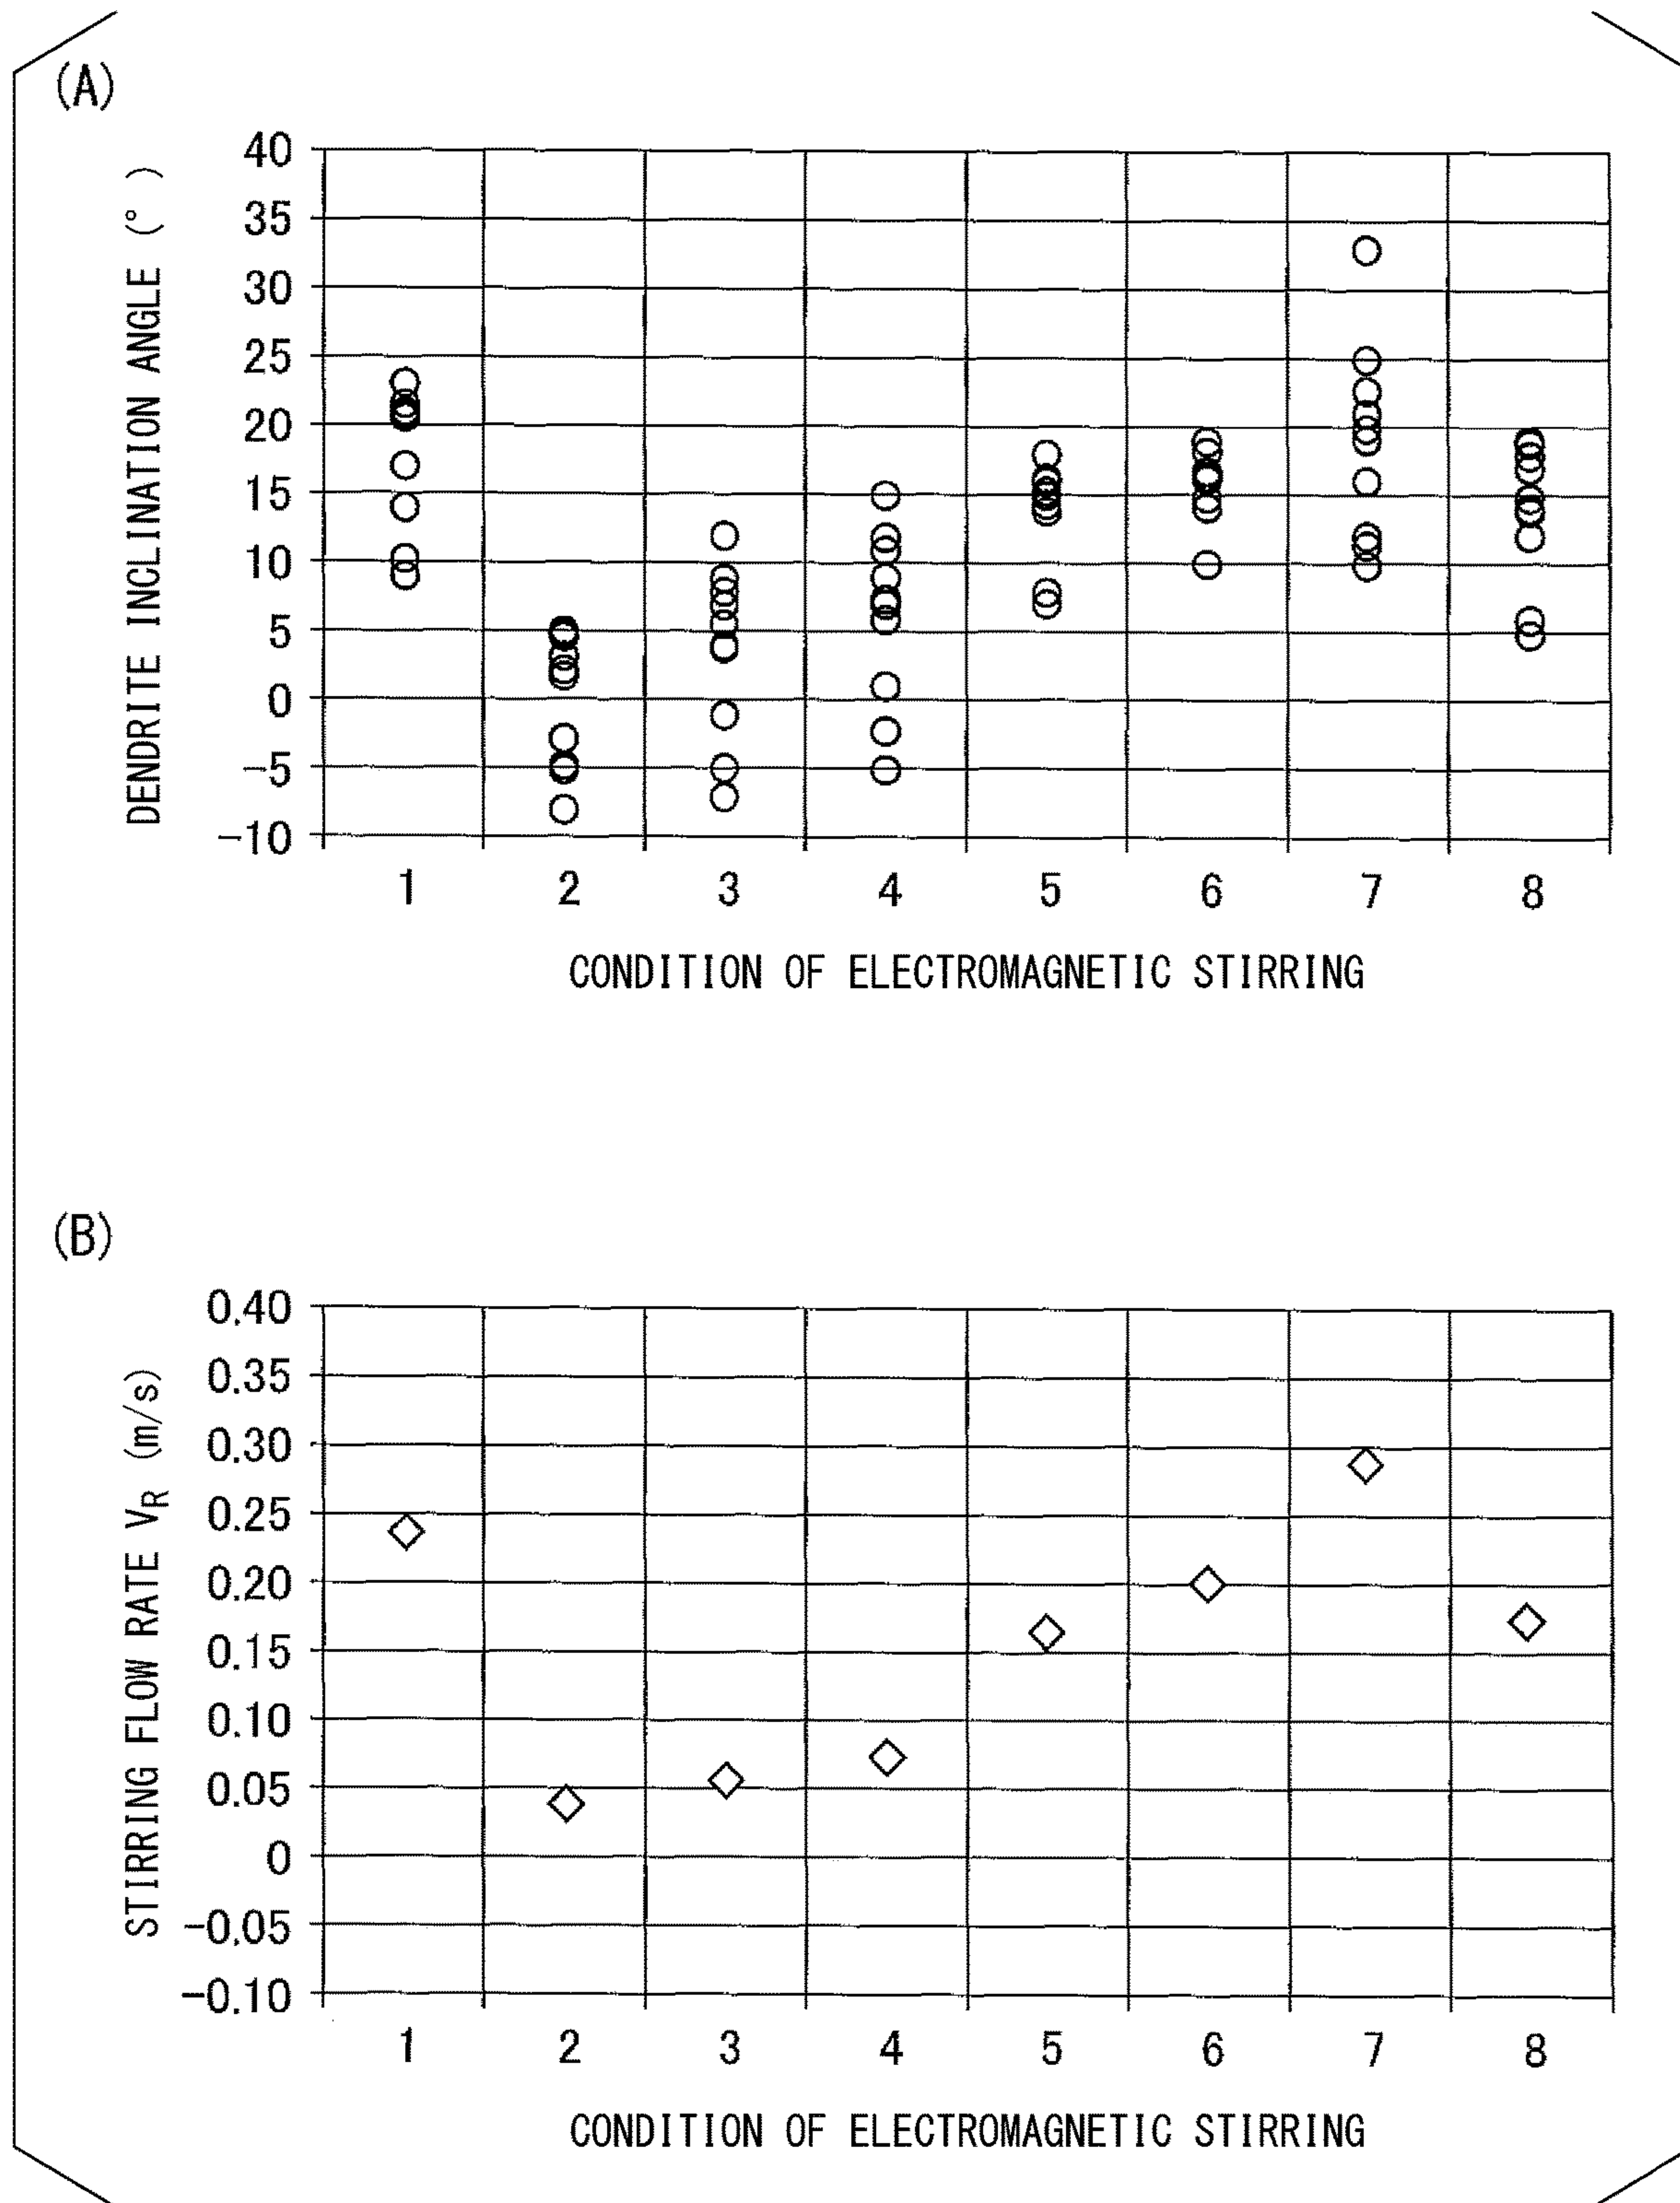 (A)
DENDRITE INCLINATION ANGLE (°)
40
35
30
25
20
15
10
5
0
-5
-10
1 2 3 4 5 6 7 8
CONDITION OF ELECTROMAGNETIC STIRRING
(B)
STIRRING FLOW RATE VR (m/s)
0.40
0.35
0.30
0.25
0.20
0.15
0.10
0.05
0
-0.05
-0.10
1 2 3 4 5 6 7 8
CONDITION OF ELECTROMAGNETIC STIRRING